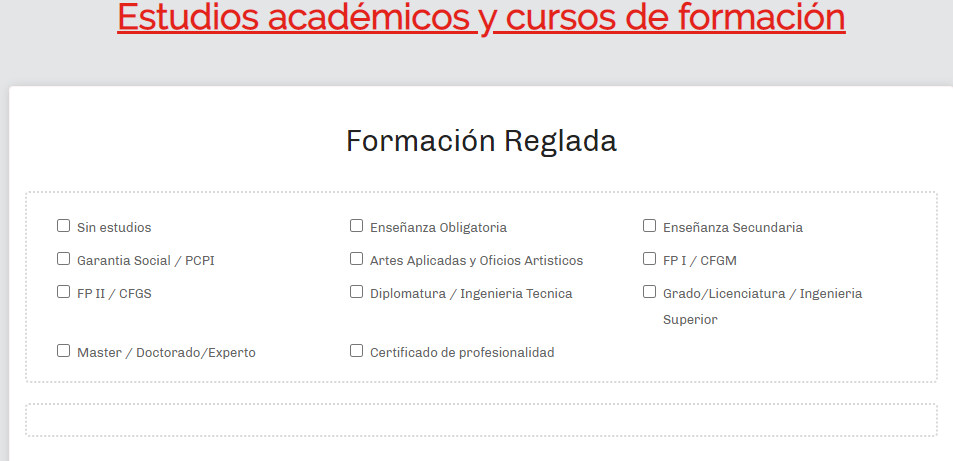 Estudios académicos y cursos de formación
Formación Reglada
Sin estudios
Enseñanza Obligatoria
Enseñanza Secundaria
Garantia Social / PCPI
Artes Aplicadas y Oficios Artisticos
FP I / CFGM
FP II / CFGS
Diplomatura / Ingenieria Tecnica
Grado/Licenciatura / Ingenieria
Superior
Master / Doctorado/Experto
Certificado de profesionalidad